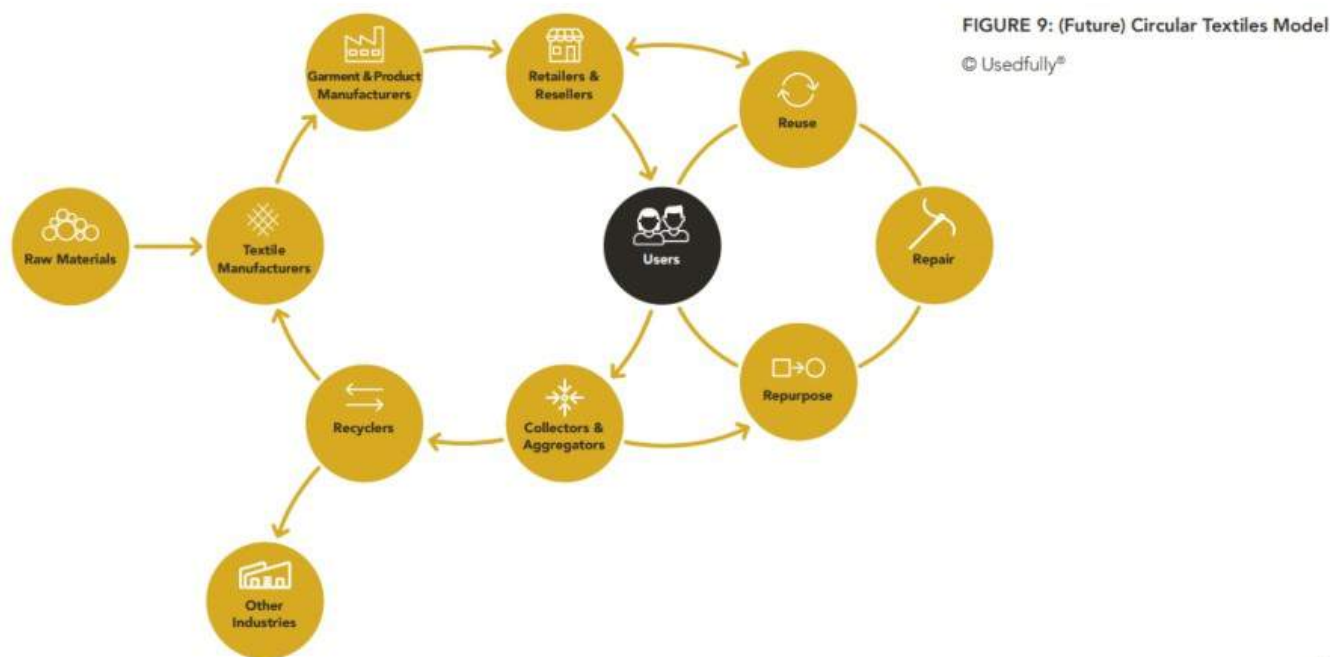 FIGURE 9: (Future) Circular Textiles Model
© Usedfully®
Garment & Product
Manufacturers
Retailers &
Resellers
Reuse
Raw Materials
Textile
Manufacturers
Users
Repair
Repurpose
Recyclers
Collectors &
Aggregators
Other
Industries